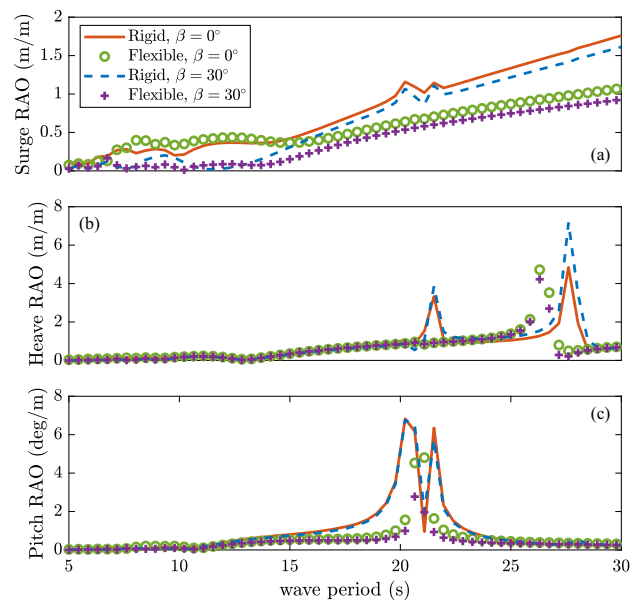 2
1.5
1
0.5
0
Surge RAO (m/m)
Rigid, β = 0°
Flexible, β = 0°
Rigid, β = 30°
Flexible, β = 30°
(a)
8
6
4
2
0
Heave RAO (m/m)
(b)
8
6
4
2
0
Pitch RAO (deg/m)
(c)
5 10 15 20 25 30
wave period (s)